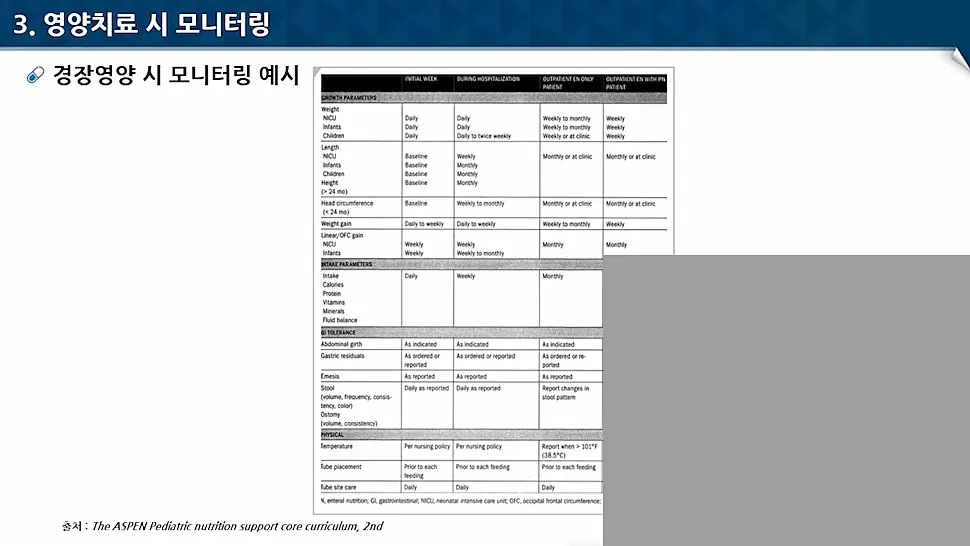 3. 영양치료 시 모니터링
경장영양 시 모니터링 예시
INITIAL WEEK DURING HOSPITALIZATION OUTPATIENT EN ONLY PATIENT OUTPATIENT EN WITH PN PATIENT
GROWTH PARAMETERS
Weight
NICU Daily Daily Weekly to monthly Weekly
Infants Daily Daily Weekly to monthly Weekly
Children Daily Daily to twice weekly Weekly or at clinic Weekly
Length
NICU Baseline Weekly Monthly or at clinic Monthly or at clinic
Infants Baseline Monthly
Children Baseline Monthly
Height Baseline Monthly
(> 24 mo)
Head circumference Baseline Weekly to monthly Monthly or at clinic Monthly or at clinic
(< 24 mo)
Weight gain Daily to weekly Daily to weekly Weekly to monthly Weekly
Linear/OFC gain
NICU Weekly Weekly Monthly Monthly
Infants Weekly Weekly to monthly
INTAKE PARAMETERS
Intake Daily Weekly Monthly
Calories
Protein
Vitamins
Minerals
Fluid balance
GI TOLERANCE
Abdominal girth As indicated As indicated As indicated
Gastric residuals As ordered or As ordered or reported As ordered or re-
reported ported
Emesis As reported As reported As reported
Stool Daily as reported Daily as reported Report changes in
(volume, frequency, consis- stool pattern
tency, color)
Ostomy
(volume, consistency)
PHYSICAL
Temperature Per nursing policy Per nursing policy Report when > 101°F
(38.5°C)
Tube placement Prior to each Prior to each feeding Prior to each feeding
feeding
Tube site care Daily Daily Daily
N, enteral nutrition; GI, gastrointestinal; NICU, neonatal intensive care unit; OFC, occipital frontal circumference;
출처 : The ASPEN Pediatric nutrition support core curriculum, 2nd